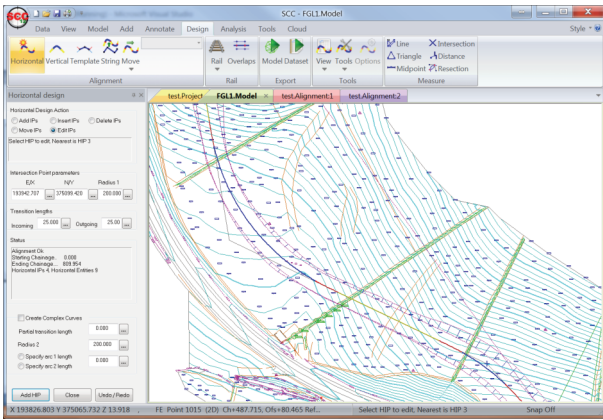 SCC
SCC - FGL1.Model
Data View Model Add Annotate Design Analysis Tools Cloud
Style
Horizontal Vertical Template String Move
Rail Overlaps
Model Dataset
View Tools Options
Line Intersection
Triangle Distance
Midpoint Resection
Alignment Rail Export Tools Measure
Horizontal design
test.Project FGL1.Model test.Alignment:1 test.Alignment:2
Horizontal Design Action
Add IPs Insert IPs Delete IPs
Move IPs Edit IPs
Select HIP to edit, Nearest is HIP 3
Intersection Point parameters
E/X N/Y Radius 1
193942.707 ... 375099.420 ... 200.000 ...
Transition lengths
Incoming 25.000 ... Outgoing 25.00 ...
Status
Alignment Ok
Starting Chainage... 0.000
Ending Chainage... 809.954
Horizontal IPs 4, Horizontal Entities 9
Create Complex Curves
Partial transition length 0.000 ...
Radius 2 200.000 ...
Specify arc 1 length 0.000 ...
Specify arc 2 length
Add HIP Close Undo / Redo
X 193826.803 Y 375065.732 Z 13.918 , FE Point 1015 (2D) Ch+487.715, Ofs+80.465 Ref... Select HIP to edit, Nearest is HIP 3 Snap Off